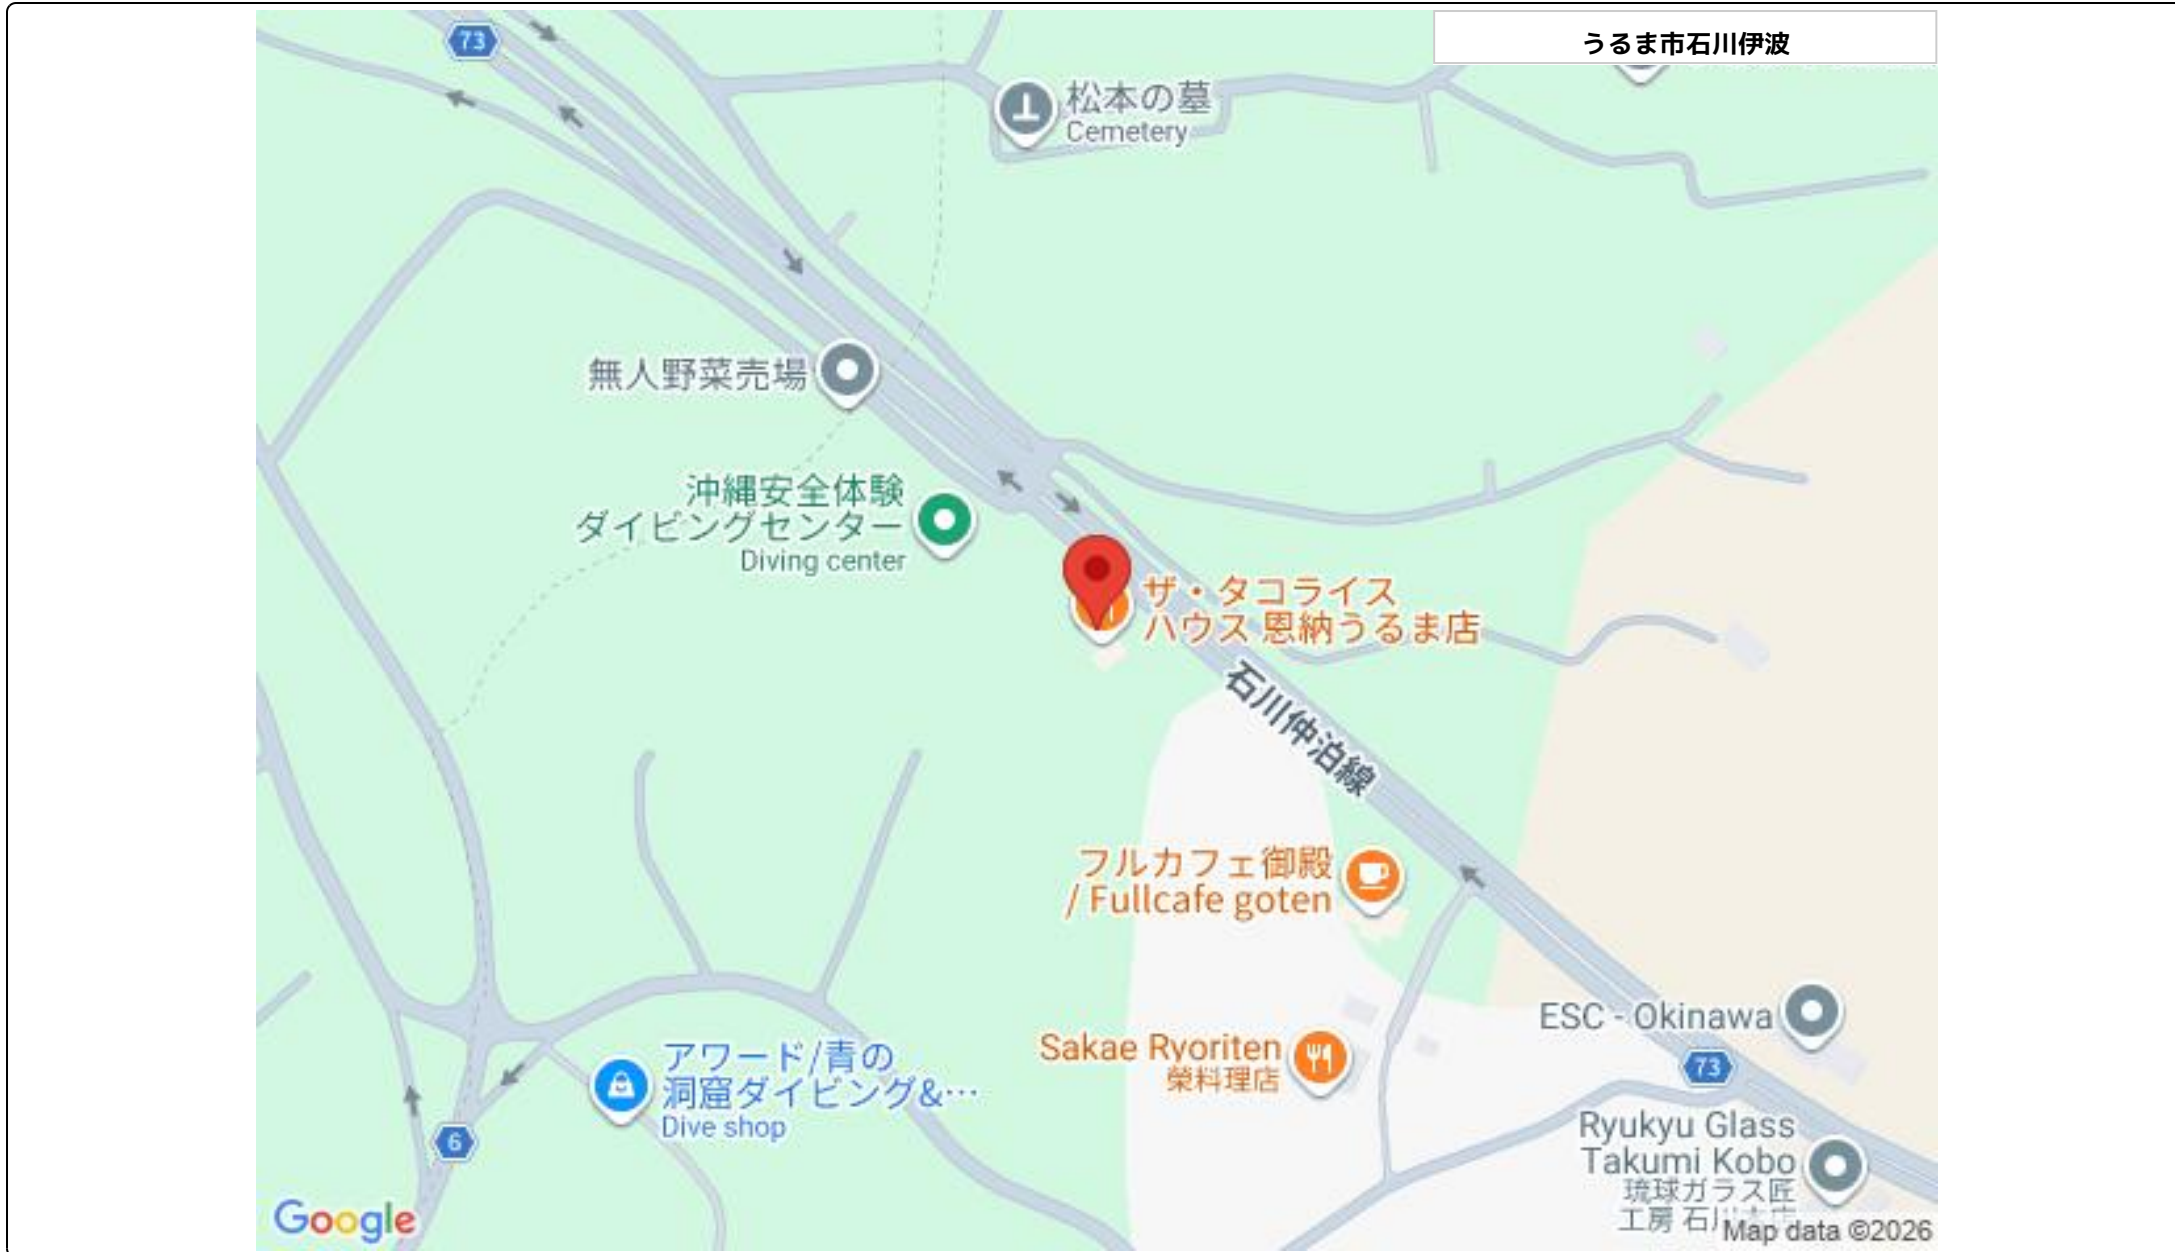 うるま市石川伊波
73
松本の墓
Cemetery
無人野菜売場
沖縄安全体験
ダイビングセンター
Diving center
ザ・タコライス
ハウス 恩納うるま店
石川仲泊線
フルカフェ御殿
/ Fullcafe goten
ESC - Okinawa
Sakae Ryoriten
榮料理店
73
アワード/青の
洞窟ダイビング&…
Dive shop
6
Ryukyu Glass
Takumi Kobo
琉球ガラス匠
工房 石川
Google
Map data ©2026